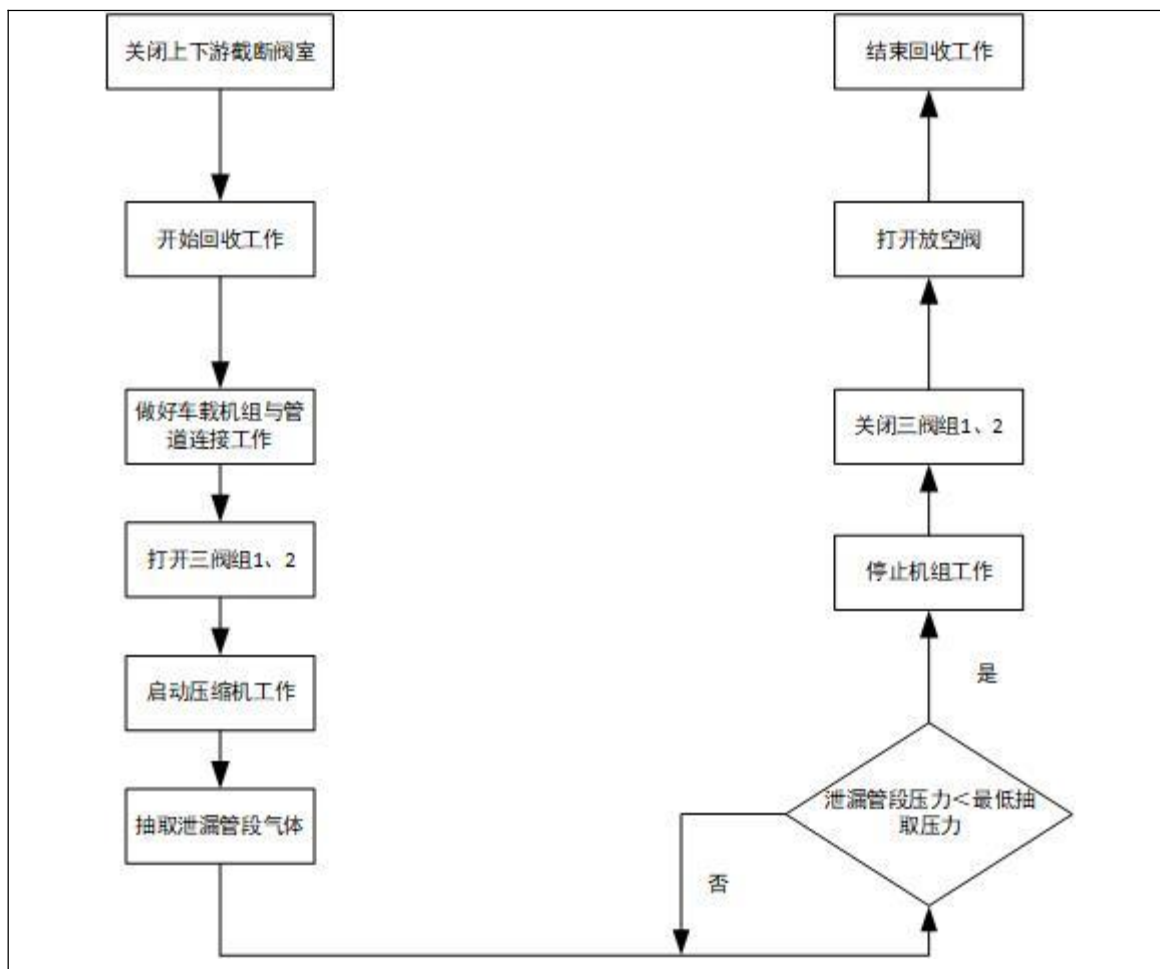 关闭上下游截断阀室
开始回收工作
做好车载机组与管
道连接工作
打开三阀组1、2
启动压缩机工作
抽取泄漏管段气体
否
泄漏管段压力＜最低抽
取压力
是
停止机组工作
关闭三阀组1、2
打开放空阀
结束回收工作